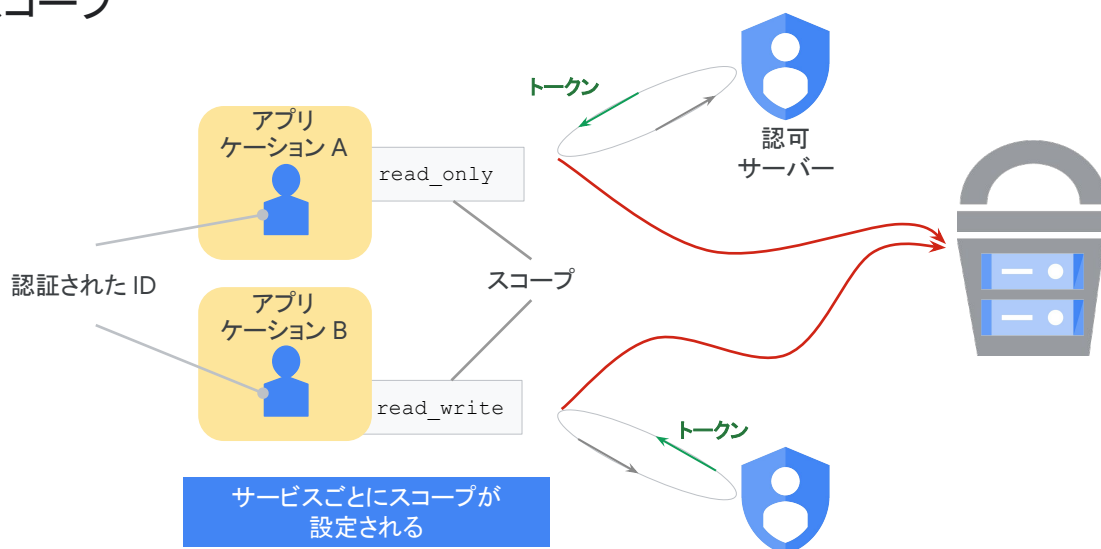 スコープ
トークン
認可
サーバー
アプリ
ケーション A
read_only
認証された ID
スコープ
アプリ
ケーション B
read_write
トークン
サービスごとにスコープが
設定される